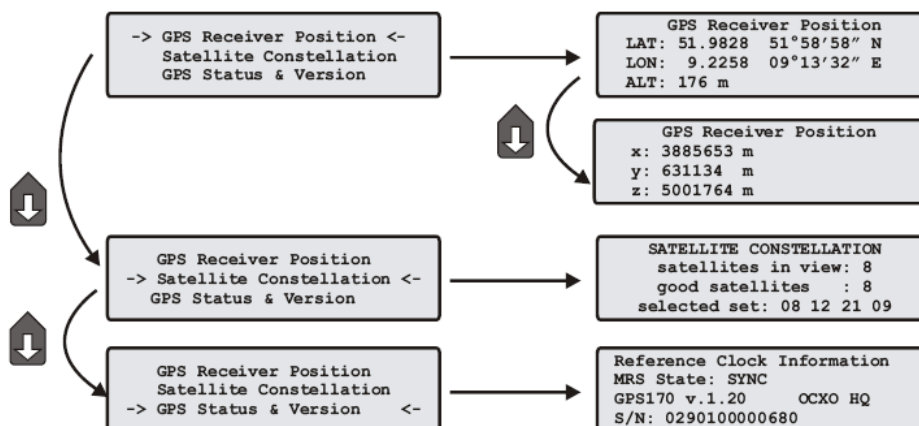 -> GPS Receiver Position <-
Satellite Constellation
GPS Status & Version
GPS Receiver Position
LAT: 51.9828 51°58′58″ N
LON: 9.2258 09°13′32″ E
ALT: 176 m
GPS Receiver Position
x: 3885653 m
y: 631134 m
z: 5001764 m
GPS Receiver Position
-> Satellite Constellation <-
GPS Status & Version
SATELLITE CONSTELLATION
satellites in view: 8
good satellites : 8
selected set: 08 12 21 09
GPS Receiver Position
Satellite Constellation
-> GPS Status & Version <-
Reference Clock Information
MRS State: SYNC
GPS170 v.1.20 OCXO HQ
S/N: 0290100000680